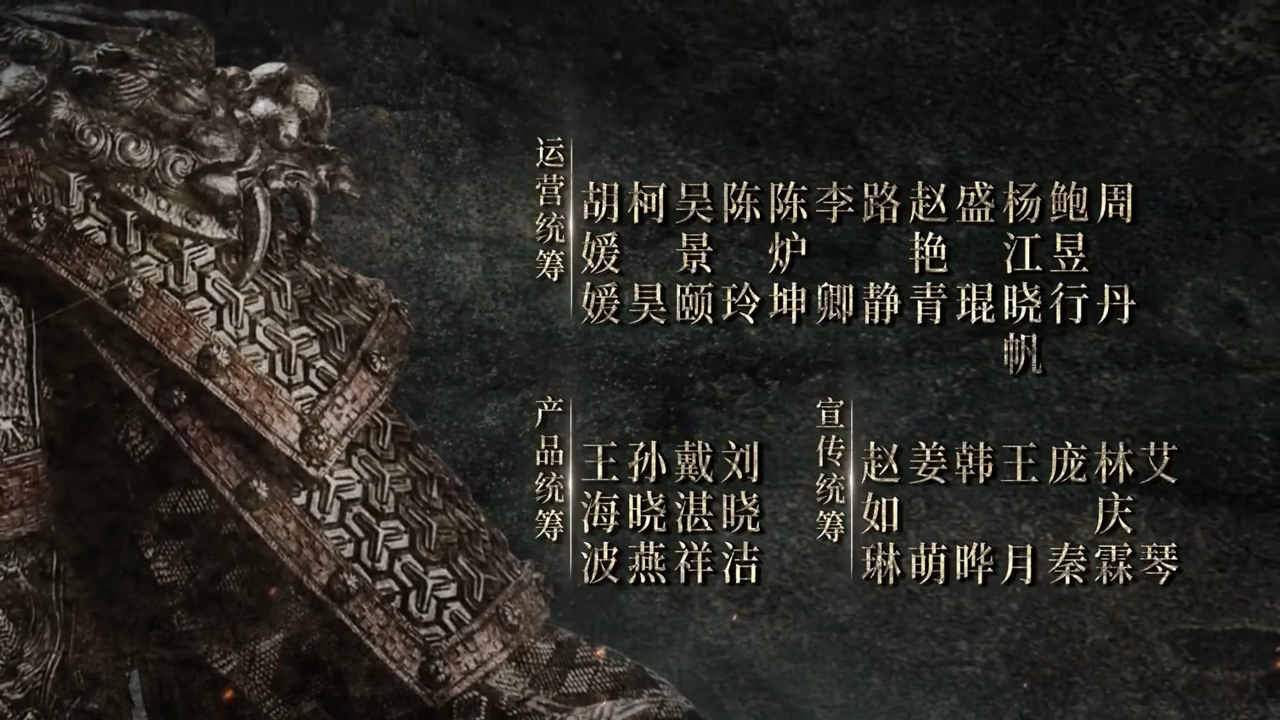 运营统筹
胡媛媛
柯昊
吴景颐
陈玲
陈炉坤
李卿
路静
赵艳青
盛琨
杨江晓帆
鲍昱行
周丹
产品统筹
王海波
孙晓燕
戴湛祥
刘晓洁
宣传统筹
赵如琳
姜萌
韩晔
王月
庞秦
林庆霖
艾琴